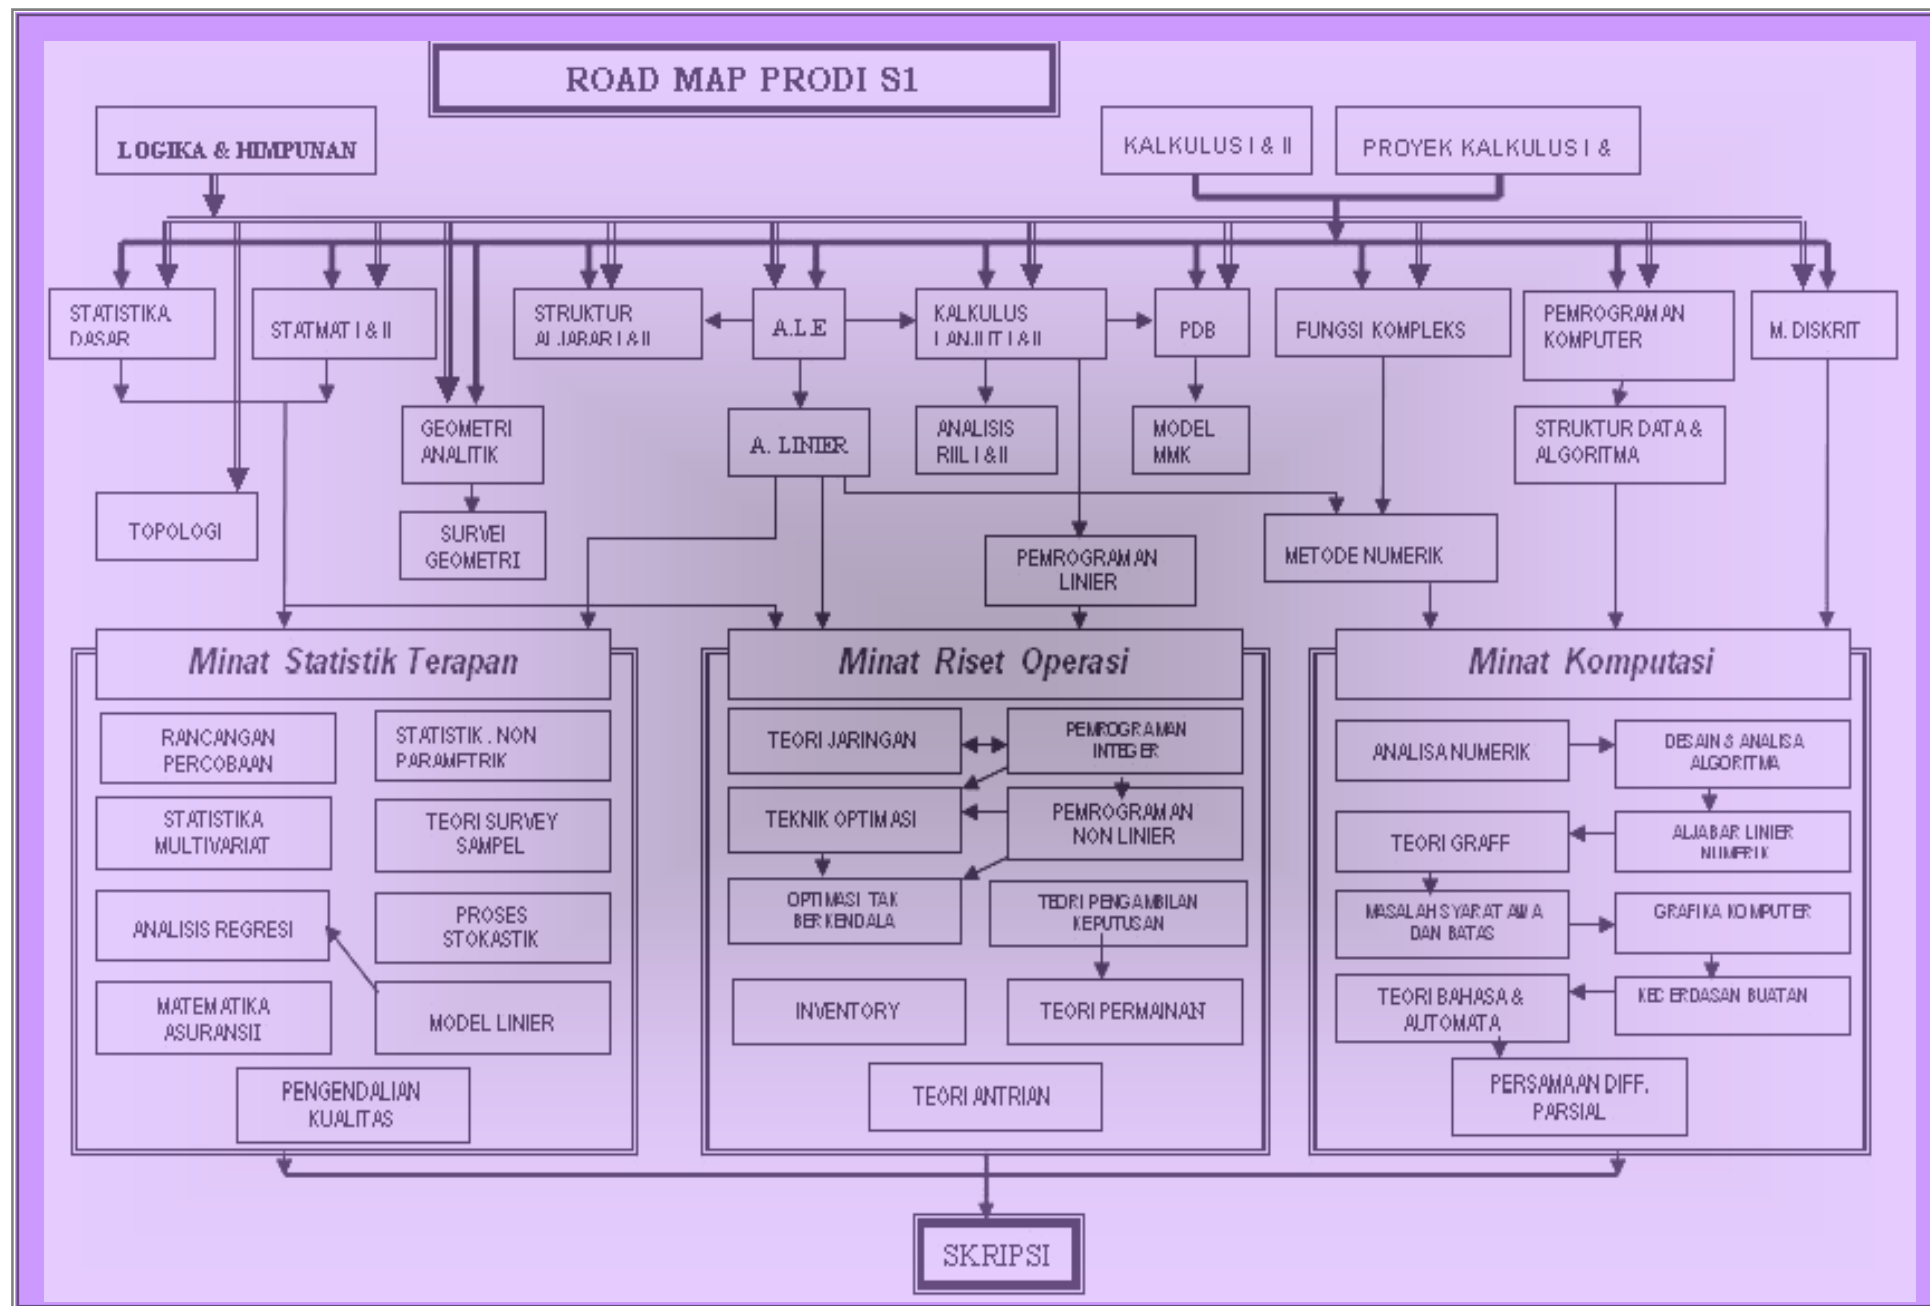 ROAD MAP PRODI S1
LOGIKA & HIMPUNAN
KALKULUS I & II
PROYEK KALKULUS I &
STATISTIKA
DASAR
STATMAT I & II
STRUKTUR
ALJABAR I & II
A.L.E
KALKULUS
LANJUT I & II
PDB
FUNGSI KOMPLEKS
PEMROGRAMAN
KOMPUTER
M. DISKRIT
GEOMETRI
ANALITIK
A. LINIER
ANALISIS
RIIL I & II
MODEL
MMK
STRUKTUR DATA &
ALGORITMA
TOPOLOGI
SURVEI
GEOMETRI
PEMROGRAMAN
LINIER
METODE NUMERIK
Minat Statistik Terapan
RANCANGAN
PERCOBAAN
STATISTIK . NON
PARAMETRIK
STATISTIKA
MULTIVARIAT
TEORI SURVEY
SAMPEL
ANALISIS REGRESI
PROSES
STOKASTIK
MATEMATIKA
ASURANSII
MODEL LINIER
PENGENDALIAN
KUALITAS
Minat Riset Operasi
TEORI JARINGAN
PEMROGRAMAN
INTEGER
TEKNIK OPTIMASI
PEMROGRAMAN
NON LINIER
OPTIMASI TAK
BERKENDALA
TEORI PENGAMBILAN
KEPUTUSAN
INVENTORY
TEORI PERMAINAN
TEORI ANTRIAN
Minat Komputasi
ANALISA NUMERIK
DESAIN & ANALISA
ALGORITMA
TEORI GRAFF
ALJABAR LINIER
NUMERIK
MASALAH SYARAT AWA
DAN BATAS
GRAFIKA KOMPUTER
TEORI BAHASA &
AUTOMATA
KECERDASAN BUATAN
PERSAMAAN DIFF.
PARSIAL
SKRIPSI